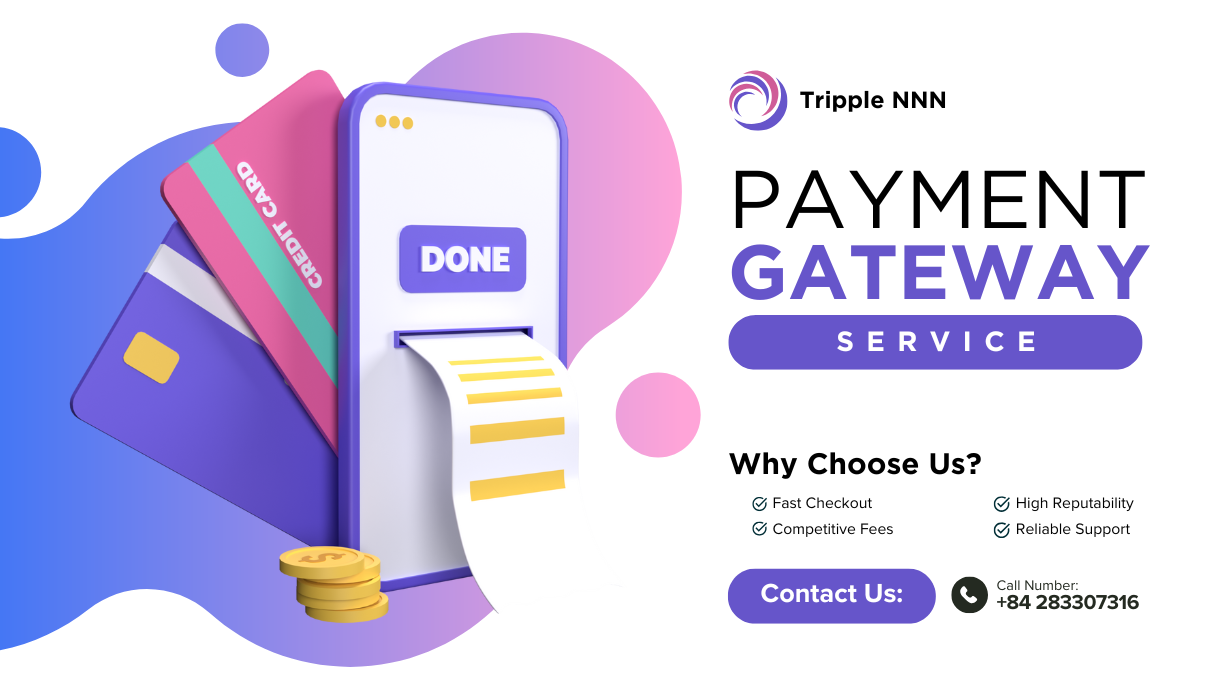 CREDIT CARD
DONE
Tripple NNN
PAYMENT
GATEWAY
SERVICE
Why Choose Us?
Fast Checkout
High Reputability
Competitive Fees
Reliable Support
Contact Us:
Call Number:
+84 283307316